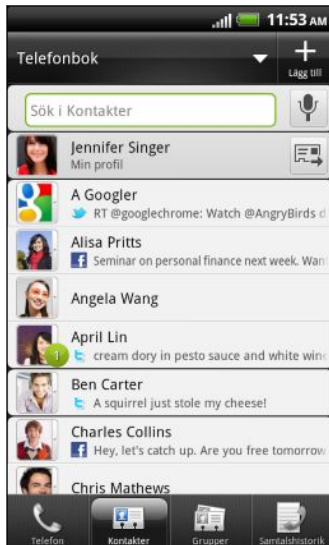 11:53 AM
Telefonbok
Lägg till
Sök i Kontakter
Jennifer Singer
Min profil
A Googler
RT @googlechrome: Watch @AngryBirds d
Alisa Pritts
Seminar on personal finance next week. Wan
Angela Wang
April Lin
1
cream dory in pesto sauce and white wine
Ben Carter
A squirrel just stole my cheese!
Charles Collins
Hey, let's catch up. Are you free tomorrow
Chris Mathews
Telefon
Kontakter
Grupper
Samtalshistorik